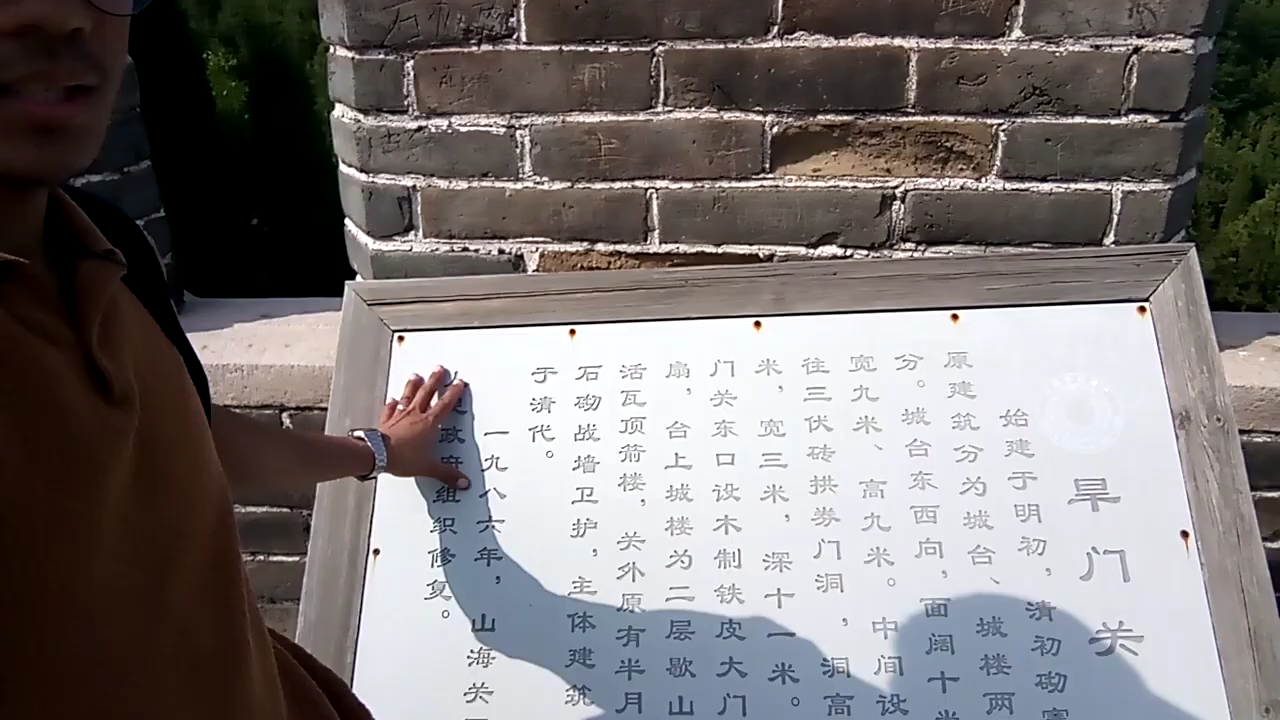 旱门关
始建于明初，清初砌
原建筑分为城台、城楼两
分。城台东西向，面阔十
宽九米、高九米。中间设
往三伏砖拱券门洞，洞高
米，宽三米，深十一米。
门关东口设木制铁皮大门
扇，台上城楼为二层歇山
活瓦顶箭楼，关外原有半月
石砌战墙卫护，主体建筑
于清代。
一九八六年，山海关
政府组织修复。